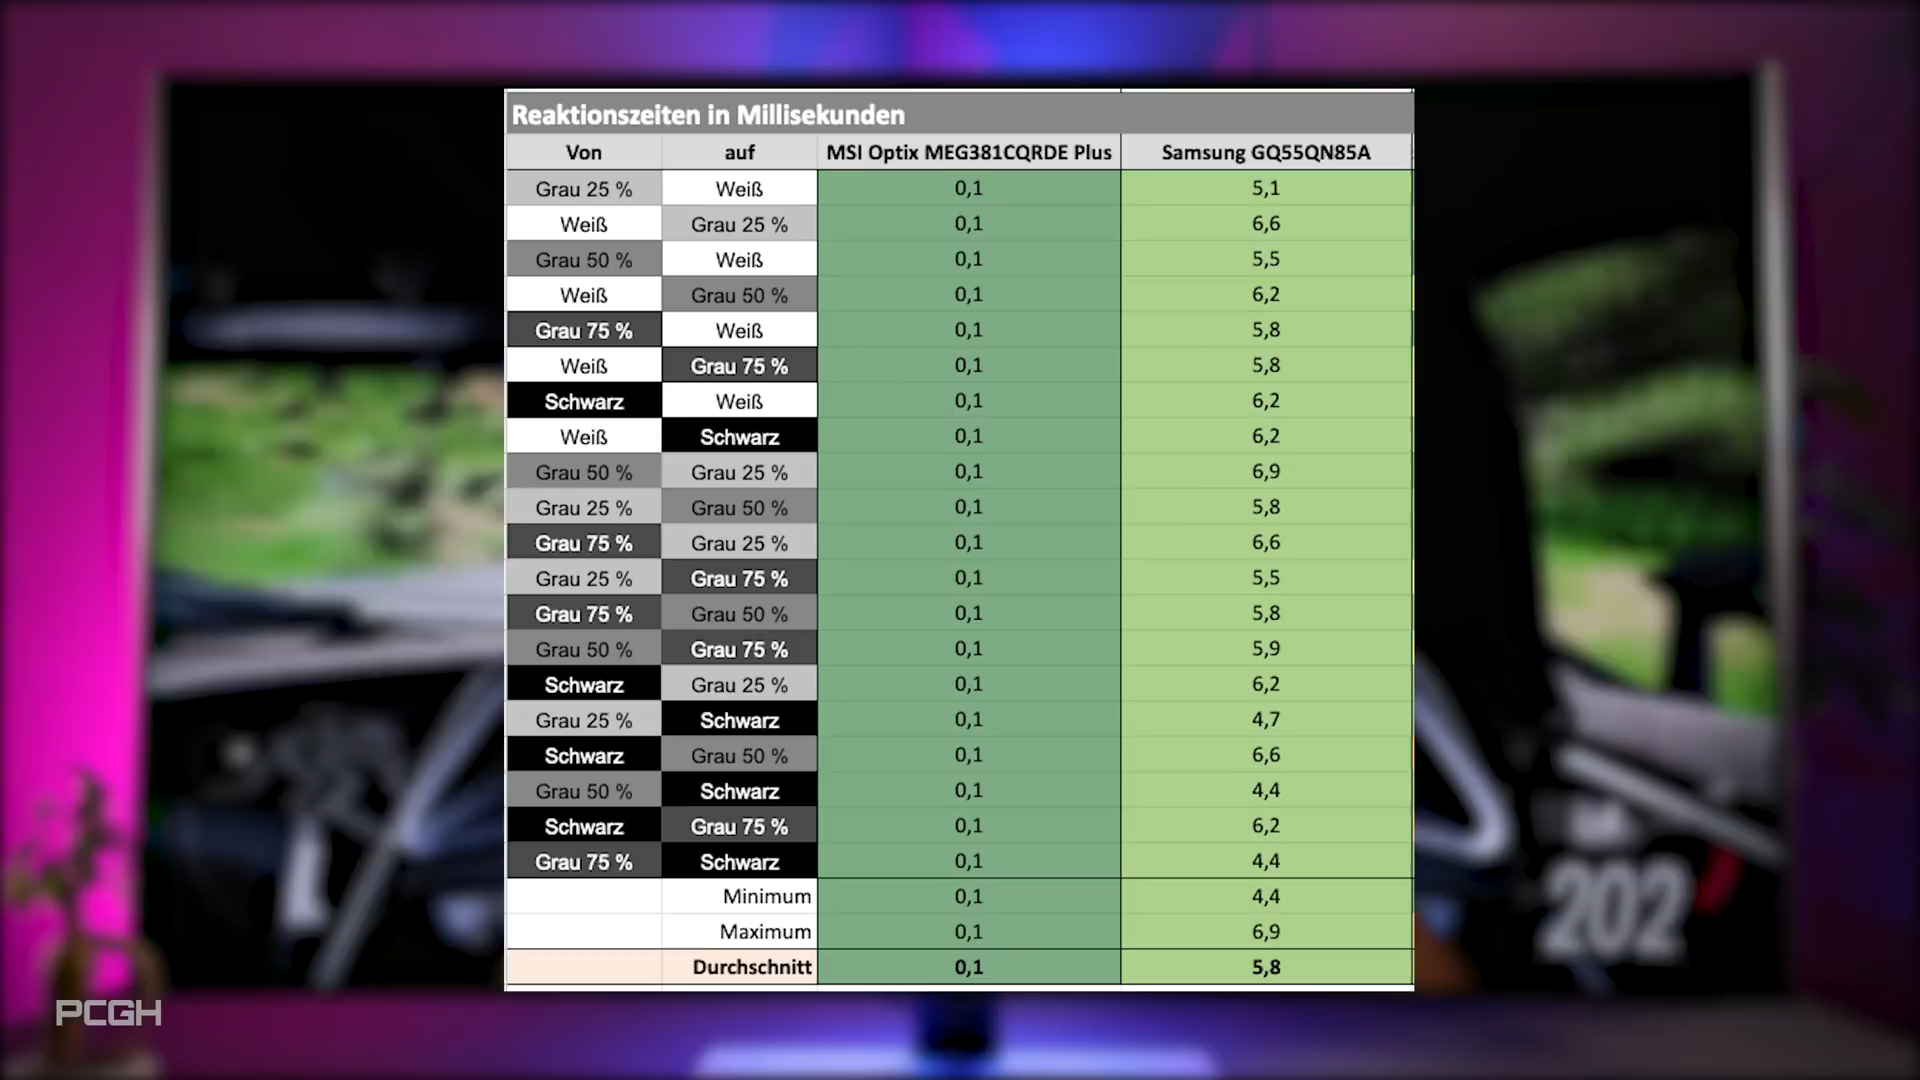 Reaktionszeiten in Millisekunden
Von auf MSI Optix MEG381CQRDE Plus Samsung GQ55QN85A
Grau 25 % Weiß 0,1 5,1
Weiß Grau 25 % 0,1 6,6
Grau 50 % Weiß 0,1 5,5
Weiß Grau 50 % 0,1 6,2
Grau 75 % Weiß 0,1 5,8
Weiß Grau 75 % 0,1 5,8
Schwarz Weiß 0,1 6,2
Weiß Schwarz 0,1 6,2
Grau 50 % Grau 25 % 0,1 6,9
Grau 25 % Grau 50 % 0,1 5,8
Grau 75 % Grau 25 % 0,1 6,6
Grau 25 % Grau 75 % 0,1 5,5
Grau 75 % Grau 50 % 0,1 5,8
Grau 50 % Grau 75 % 0,1 5,9
Schwarz Grau 25 % 0,1 6,2
Grau 25 % Schwarz 0,1 4,7
Schwarz Grau 50 % 0,1 6,6
Grau 50 % Schwarz 0,1 4,4
Schwarz Grau 75 % 0,1 6,2
Grau 75 % Schwarz 0,1 4,4
Minimum 0,1 4,4
Maximum 0,1 6,9
Durchschnitt 0,1 5,8
202
PCGH